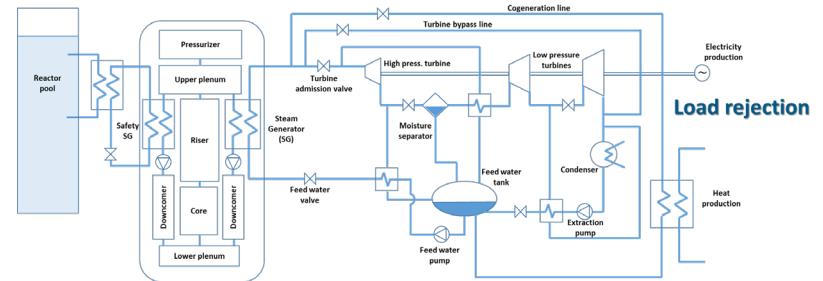 Cogeneration line
Turbine bypass line
Pressurizer
Electricity
production
High press. turbine
Low pressure
turbines
Reactor
pool
Upper plenum
Turbine
admission valve
Load rejection
Safety
SG
Riser
Steam
Generator
(SG)
Moisture
separator
Condenser
Feed water
tank
Feed water
valve
Heat
production
Downcomer
Core
Downcomer
Extraction
pump
Lower plenum
Feed water
pump
~